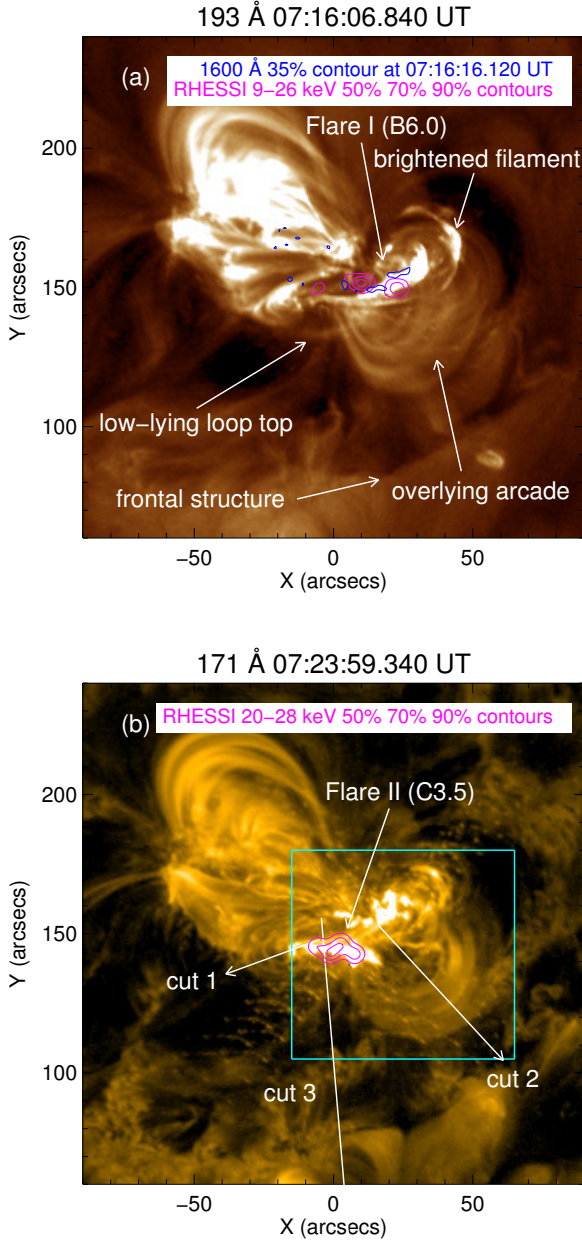 193 Å 07:16:06.840 UT
(a)
1600 Å 35% contour at 07:16:16.120 UT
RHESSI 9−26 keV 50% 70% 90% contours
Flare I (B6.0)
brightened filament
200
150
100
Y (arcsecs)
low−lying loop top
overlying arcade
frontal structure
−50 0 50
X (arcsecs)
171 Å 07:23:59.340 UT
(b)
RHESSI 20−28 keV 50% 70% 90% contours
Flare II (C3.5)
200
150
100
Y (arcsecs)
cut 1
cut 2
cut 3
−50 0 50
X (arcsecs)